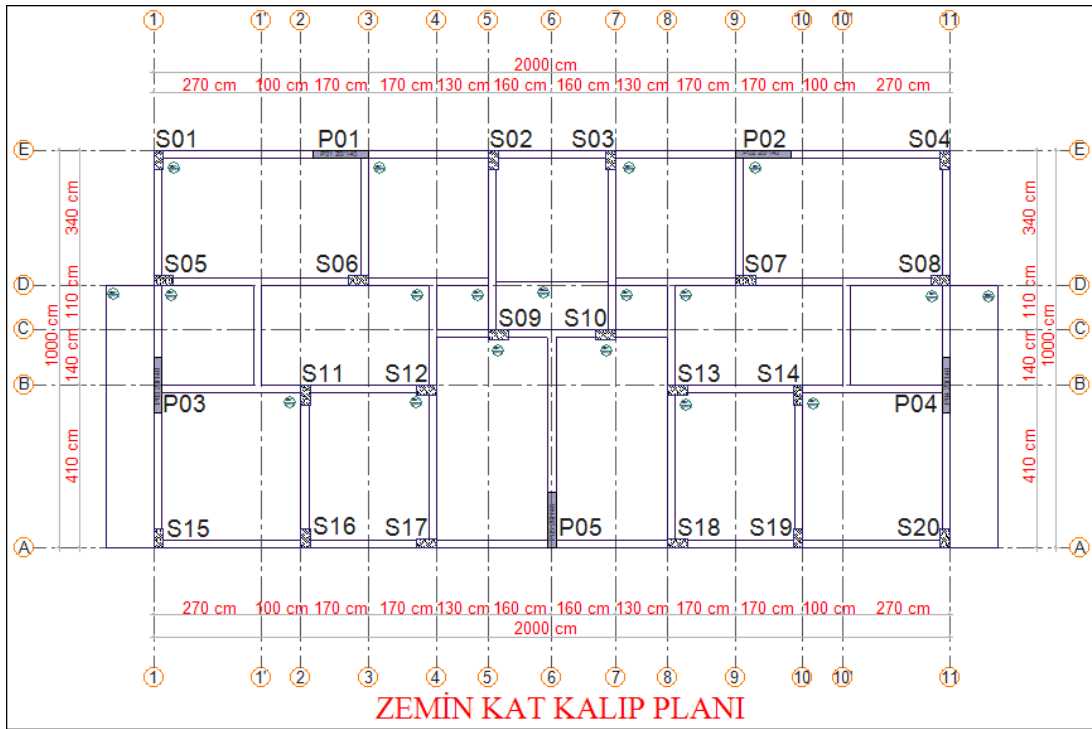 1 1' 2 3 4 5 6 7 8 9 10 10' 11
2000 cm
270 cm 100 cm 170 cm 170 cm 130 cm 160 cm 160 cm 130 cm 170 cm 170 cm 100 cm 270 cm
S01 P01 S02 S03 P02 S04
E E
340 cm 340 cm
S05 S06 S07 S08
D D
110 cm 110 cm
S09 S10
C C
1000 cm 1000 cm
140 cm 140 cm
S11 S12 S13 S14
B B
P03 P04
410 cm 410 cm
S15 S16 S17 P05 S18 S19 S20
A A
270 cm 100 cm 170 cm 170 cm 130 cm 160 cm 160 cm 130 cm 170 cm 170 cm 100 cm 270 cm
2000 cm
1 1' 2 3 4 5 6 7 8 9 10 10' 11
ZEMİN KAT KALIP PLANI